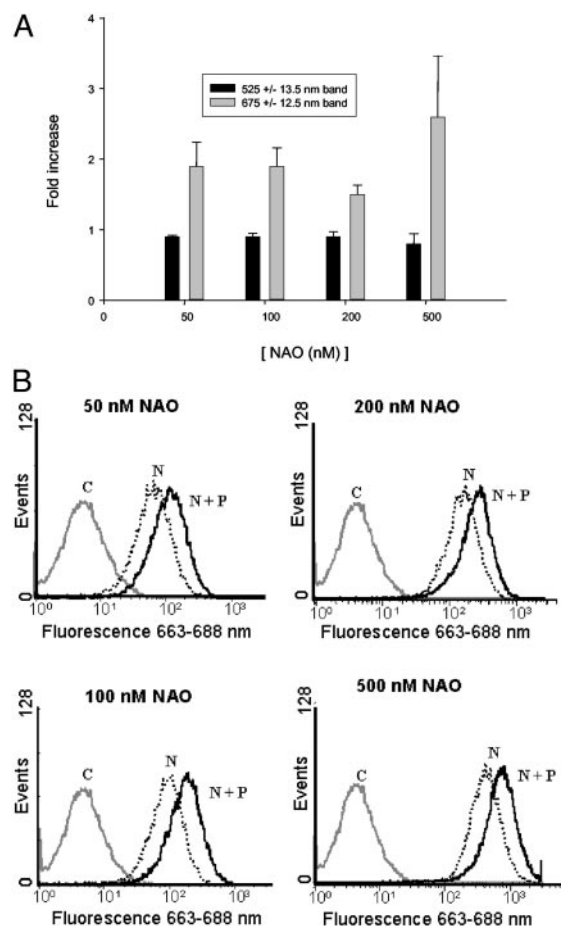 A
4
3
2
1
0
Fold increase
525 +/- 13.5 nm band
675 +/- 12.5 nm band
0 50 100 200 500
[ NAO (nM) ]
B
50 nM NAO
128
Events
0
C
N
N + P
10⁰ 10¹ 10² 10³
Fluorescence 663-688 nm
200 nM NAO
128
Events
0
C
N
N + P
10⁰ 10¹ 10² 10³
Fluorescence 663-688 nm
100 nM NAO
128
Events
0
C
N
N + P
10⁰ 10¹ 10² 10³
Fluorescence 663-688 nm
500 nM NAO
128
Events
0
C
N
N + P
10⁰ 10¹ 10² 10³
Fluorescence 663-688 nm